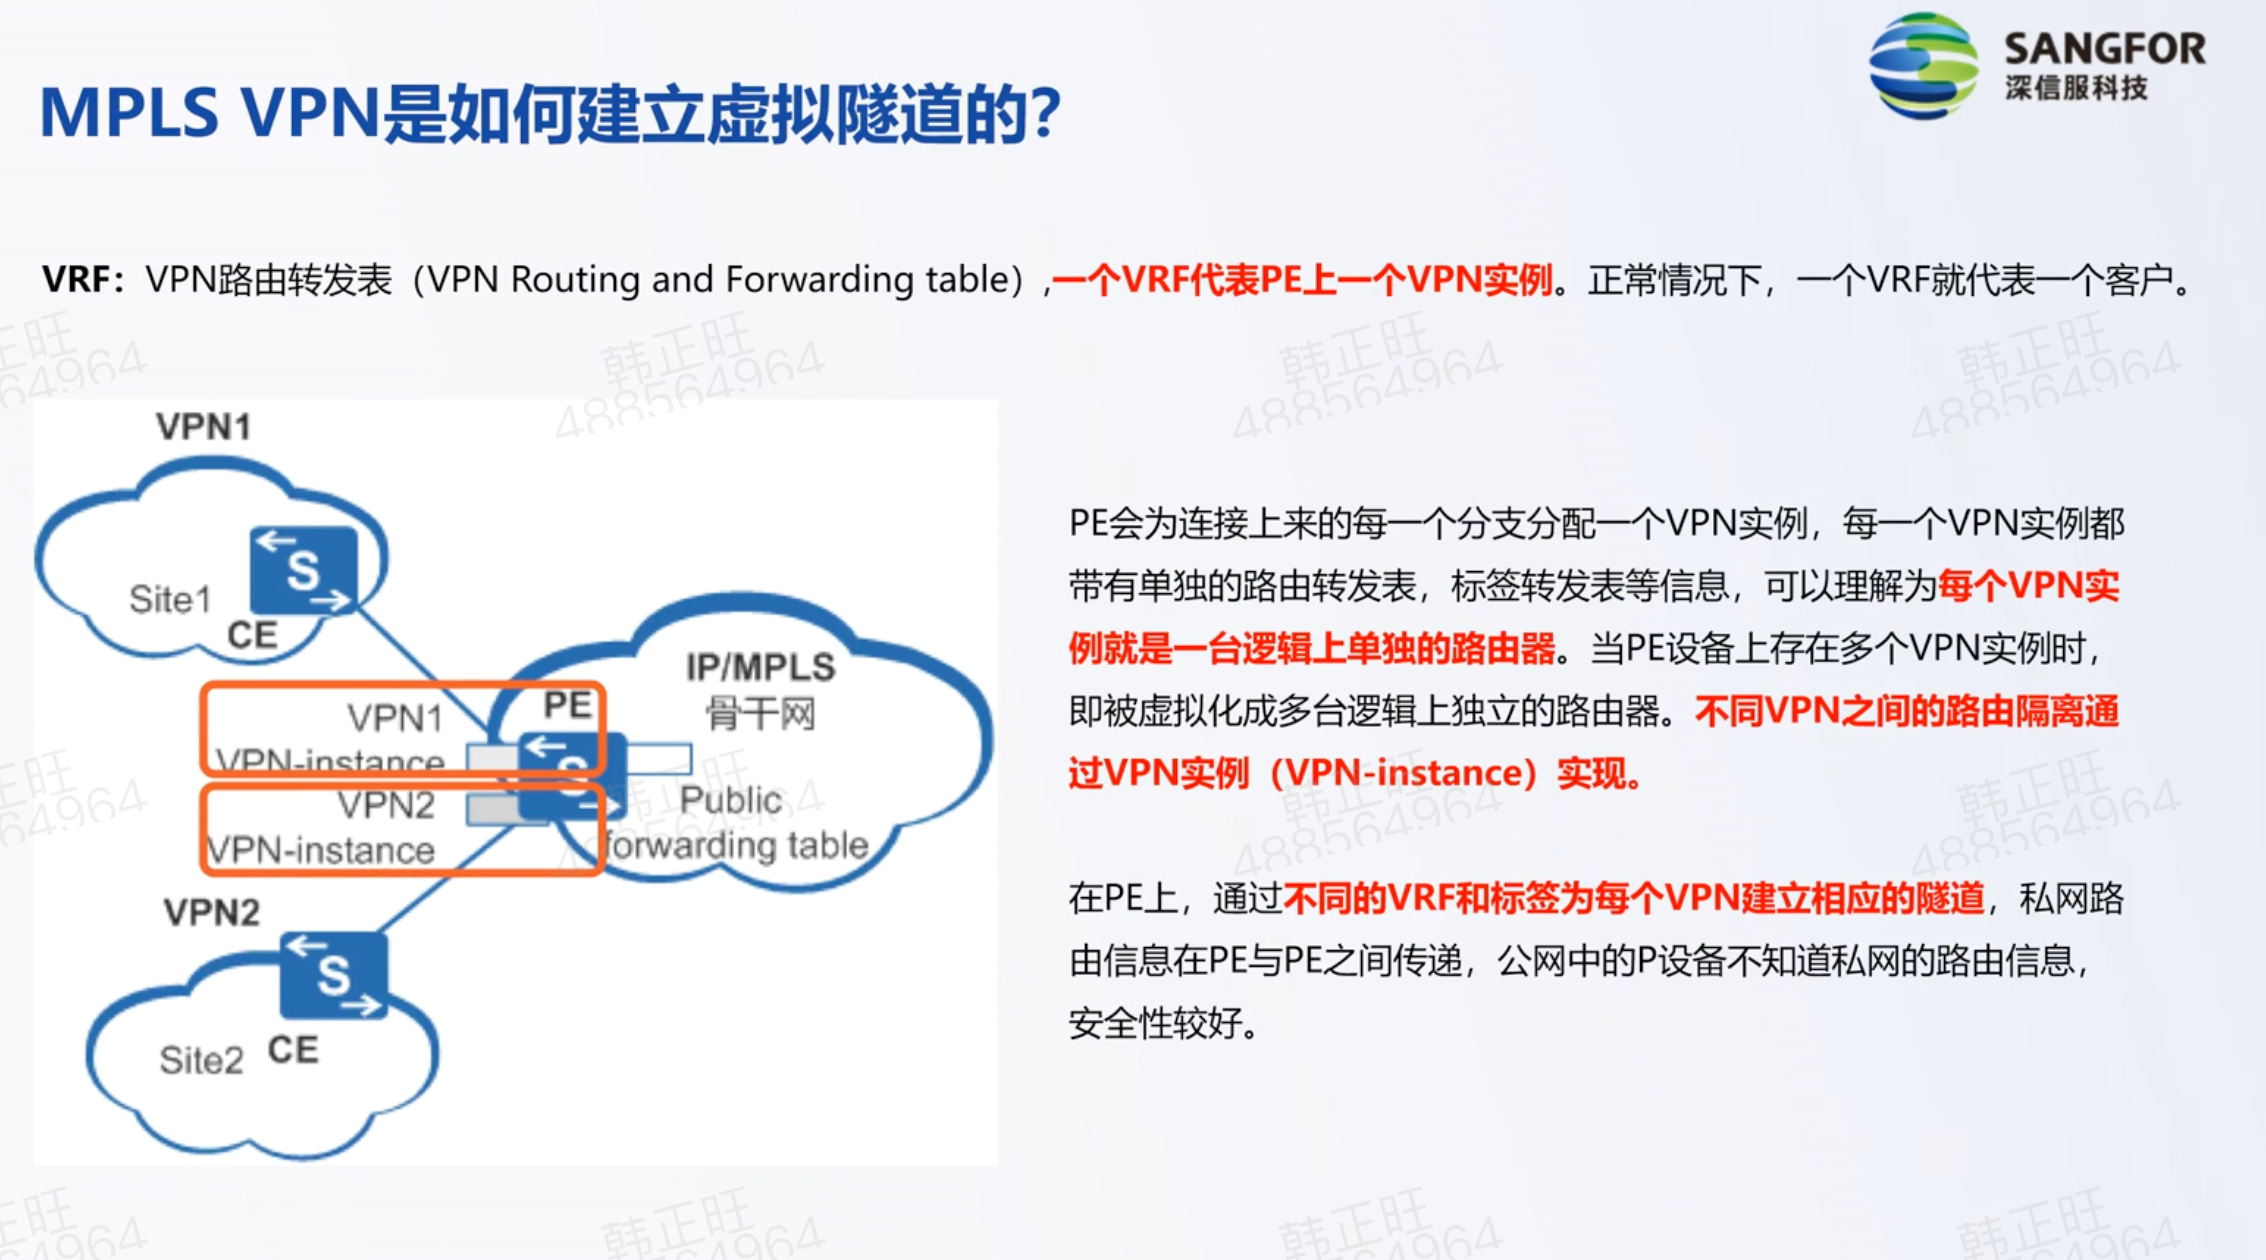 SANGFOR
深信服科技
MPLS VPN是如何建立虚拟隧道的?
VRF：VPN路由转发表（VPN Routing and Forwarding table）,一个VRF代表PE上一个VPN实例。正常情况下，一个VRF就代表一个客户。
VPN1
Site1
CE
VPN1
VPN-instance
PE
IP/MPLS
骨干网
S
S
VPN2
VPN-instance
Public
forwarding table
VPN2
S
Site2
CE
PE会为连接上来的每一个分支分配一个VPN实例，每一个VPN实例都
带有单独的路由转发表，标签转发表等信息，可以理解为每个VPN实
例就是一台逻辑上单独的路由器。当PE设备上存在多个VPN实例时，
即被虚拟化成多台逻辑上独立的路由器。不同VPN之间的路由隔离通
过VPN实例（VPN-instance）实现。
在PE上，通过不同的VRF和标签为每个VPN建立相应的隧道，私网路
由信息在PE与PE之间传递，公网中的P设备不知道私网的路由信息，
安全性较好。
韩正旺
488564964